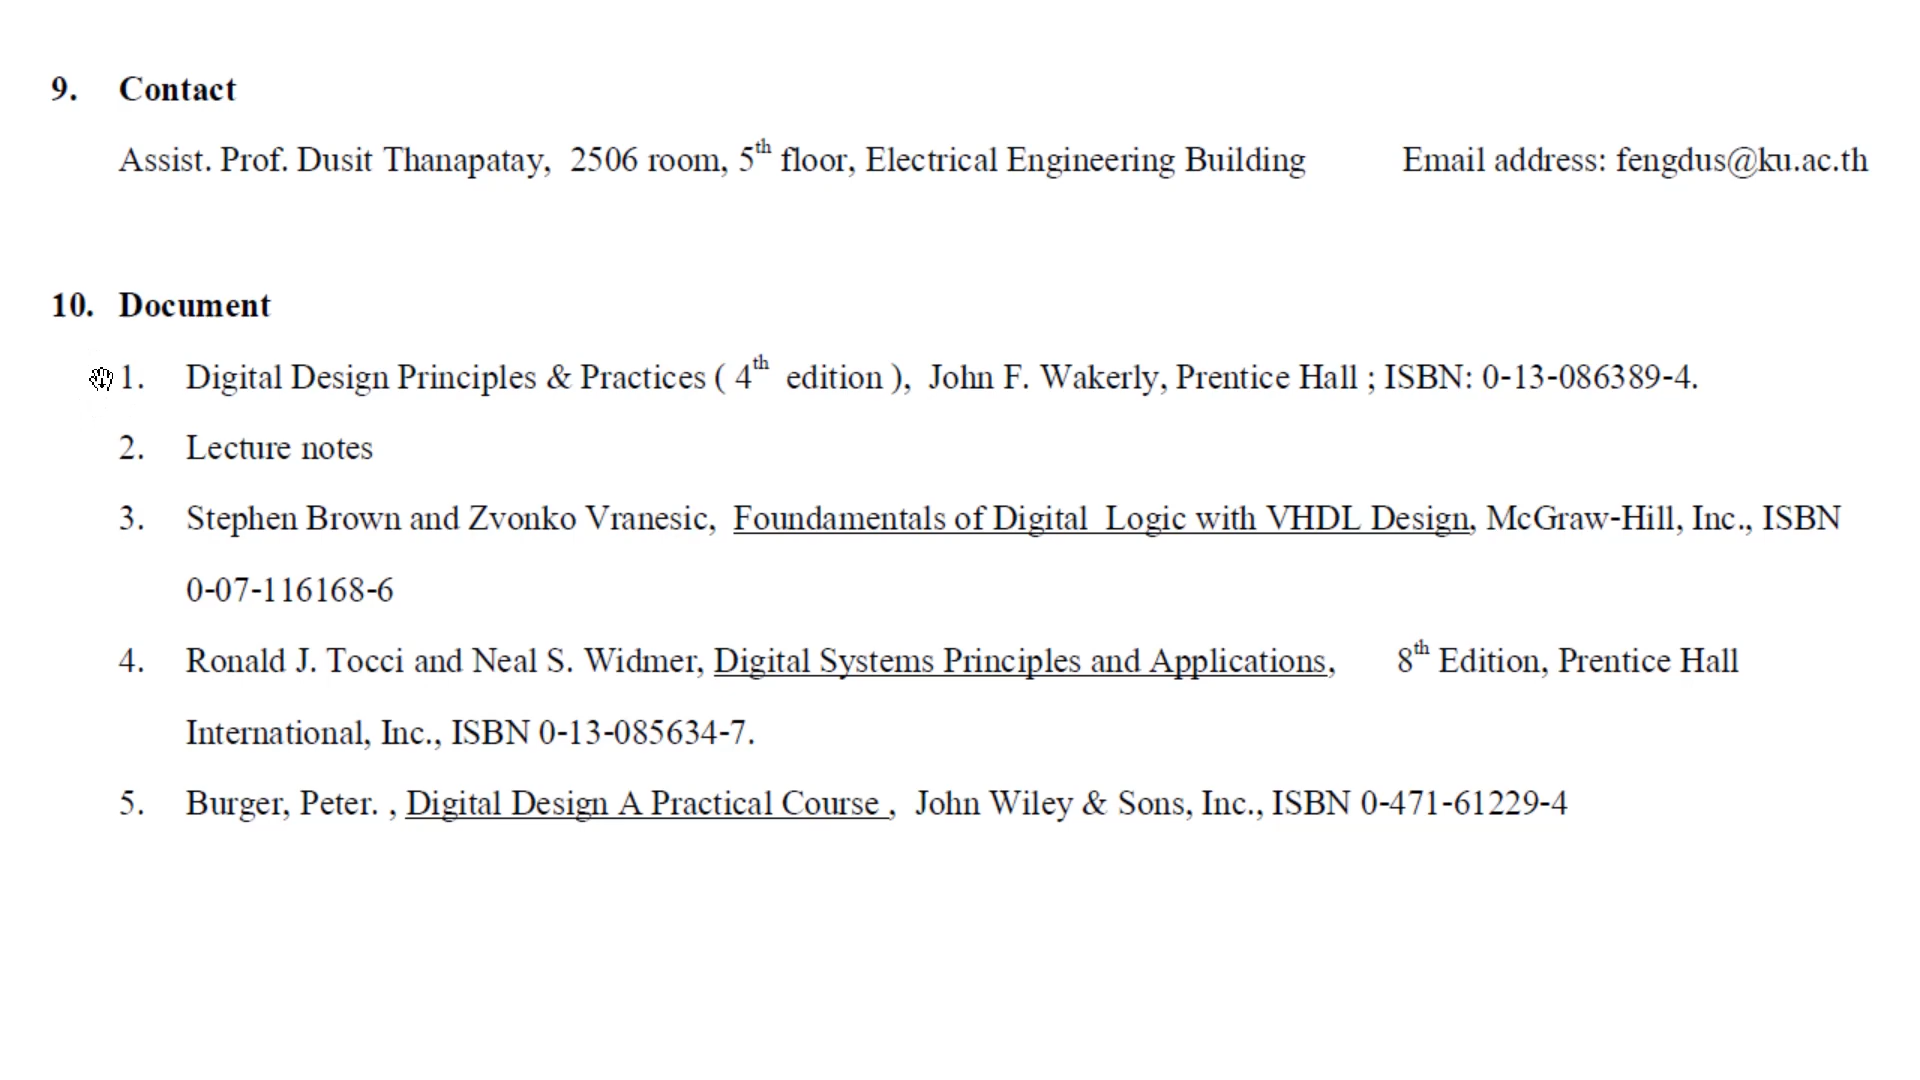 9. Contact
Assist. Prof. Dusit Thanapatay, 2506 room, 5th floor, Electrical Engineering Building Email address: fengdus@ku.ac.th
10. Document
1. Digital Design Principles & Practices ( 4th edition ), John F. Wakerly, Prentice Hall ; ISBN: 0-13-086389-4.
2. Lecture notes
3. Stephen Brown and Zvonko Vranesic, Foundamentals of Digital Logic with VHDL Design, McGraw-Hill, Inc., ISBN
0-07-116168-6
4. Ronald J. Tocci and Neal S. Widmer, Digital Systems Principles and Applications, 8th Edition, Prentice Hall
International, Inc., ISBN 0-13-085634-7.
5. Burger, Peter. , Digital Design A Practical Course , John Wiley & Sons, Inc., ISBN 0-471-61229-4